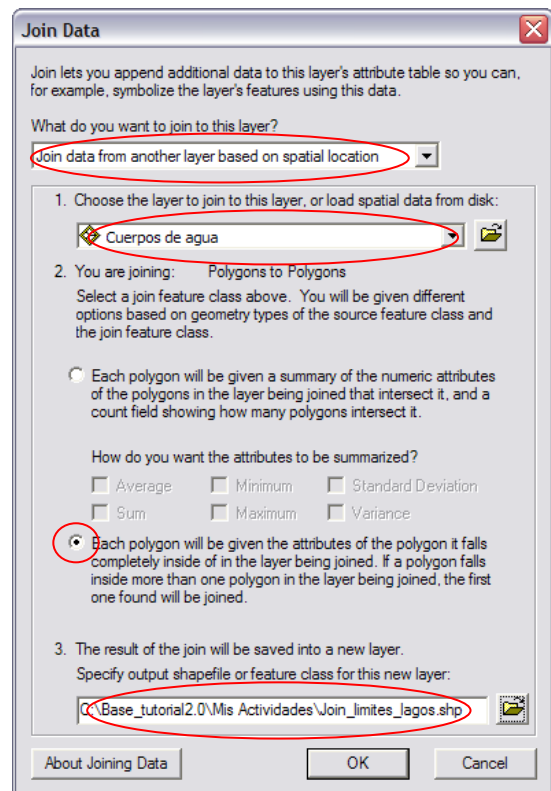 Join Data
Join lets you append additional data to this layer's attribute table so you can,
for example, symbolize the layer's features using this data.
What do you want to join to this layer?
Join data from another layer based on spatial location
1. Choose the layer to join to this layer, or load spatial data from disk:
Cuerpos de agua
2. You are joining: Polygons to Polygons
Select a join feature class above. You will be given different
options based on geometry types of the source feature class and
the join feature class.
Each polygon will be given a summary of the numeric attributes
of the polygons in the layer being joined that intersect it, and a
count field showing how many polygons intersect it.
How do you want the attributes to be summarized?
Average Minimum Standard Deviation
Sum Maximum Variance
Each polygon will be given the attributes of the polygon it falls
completely inside of in the layer being joined. If a polygon falls
inside more than one polygon in the layer being joined, the first
one found will be joined.
3. The result of the join will be saved into a new layer.
Specify output shapefile or feature class for this new layer:
C:\Base_tutorial2.0\Mis Actividades\Join_limites_lagos.shp
About Joining Data OK Cancel